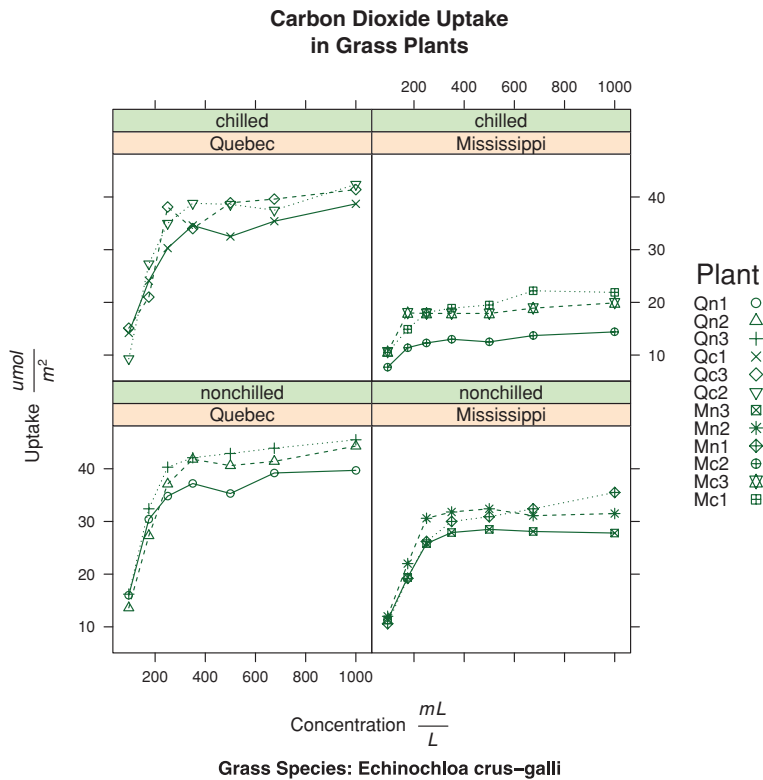 Carbon Dioxide Uptake
in Grass Plants
200 400 600 800 1000
chilled
chilled
Quebec
Mississippi
40
30
20
10
nonchilled
nonchilled
Quebec
Mississippi
40
30
20
10
200 400 600 800 1000
Uptake umol
m²
Concentration mL
L
Grass Species: Echinochloa crus−galli
Plant
Qn1
Qn2
Qn3
Qc1
Qc3
Qc2
Mn3
Mn2
Mn1
Mc2
Mc3
Mc1